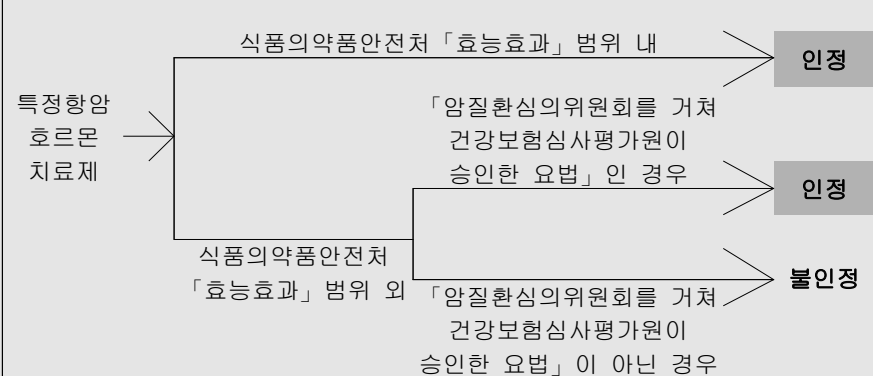 식품의약품안전처「효능효과」범위 내
인정
특정항암
호르몬
치료제
「암질환심의위원회를 거쳐
건강보험심사평가원이
승인한 요법」인 경우
인정
식품의약품안전처
「효능효과」범위 외
불인정
「암질환심의위원회를 거쳐
건강보험심사평가원이
승인한 요법」이 아닌 경우